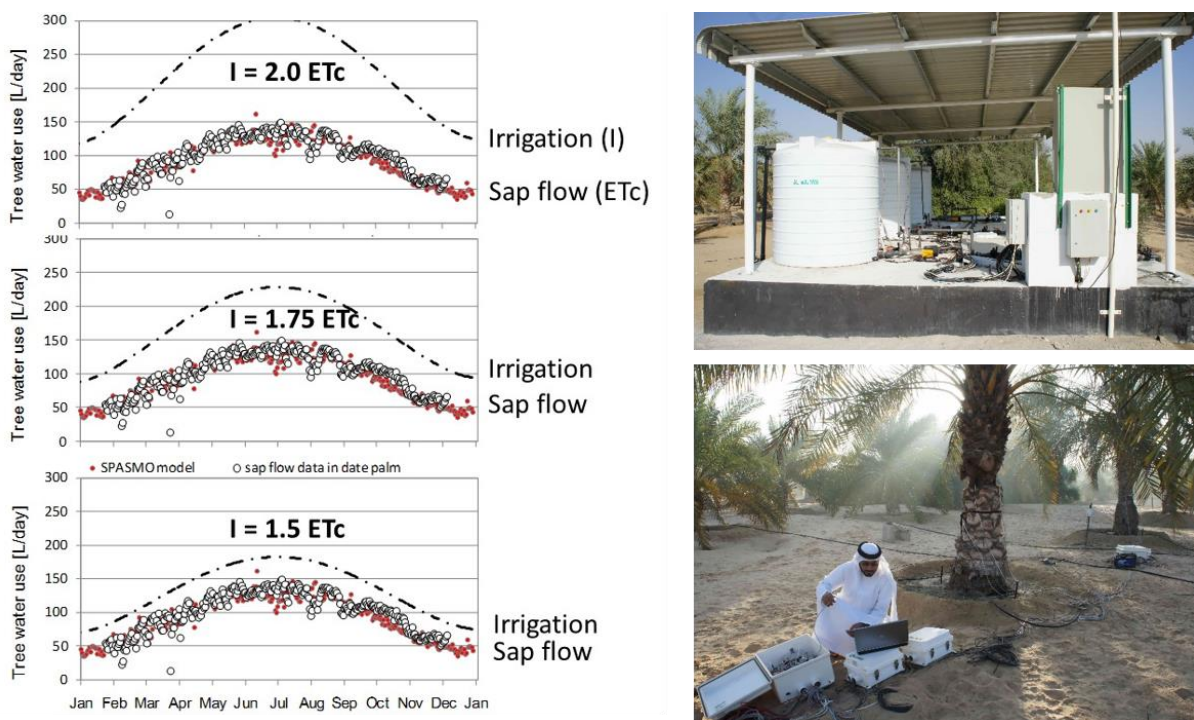 300
250
200
150
100
50
0
Tree water use [L/day]
I = 2.0 ETc
Irrigation (I)
Sap flow (ETc)
300
250
200
150
100
50
0
Tree water use [L/day]
I = 1.75 ETc
Irrigation
Sap flow
SPASMO model
sap flow data in date palm
300
250
200
150
100
50
0
Tree water use [L/day]
I = 1.5 ETc
Irrigation
Sap flow
Jan Feb Mar Apr May Jun Jul Aug Sep Oct Nov Dec Jan